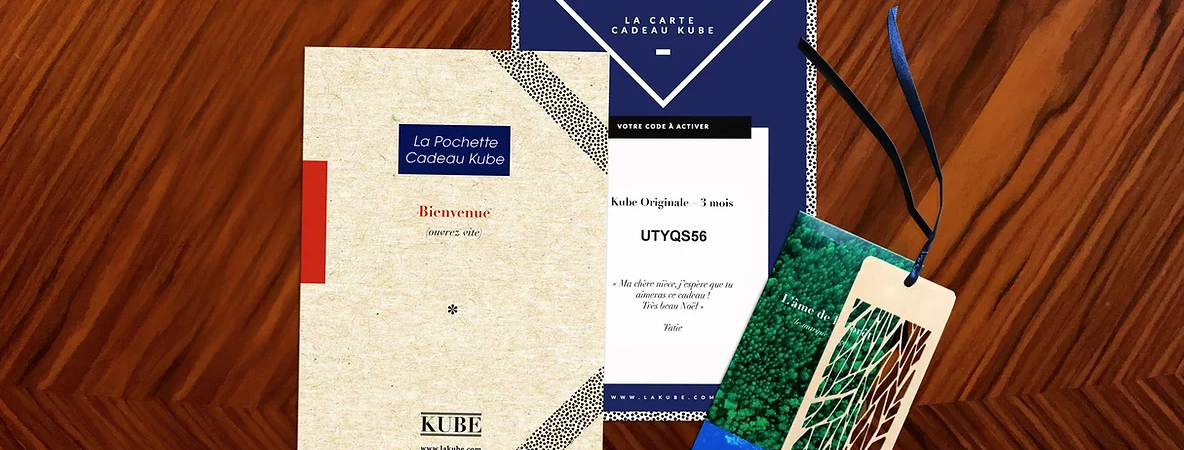 La Pochette
Cadeau Kube
Bienvenue
(ouvrez vite)
*
KUBE
www.lakube.com
LA CARTE
CADEAU KUBE
VOTRE CODE À ACTIVER
Kube Originale – 3 mois
UTYQS56
« Ma chère nièce, j'espère que tu
aimeras ce cadeau !
Très beau Noël »
Tatie
WWW.LAKUBE.COM
L'âme de